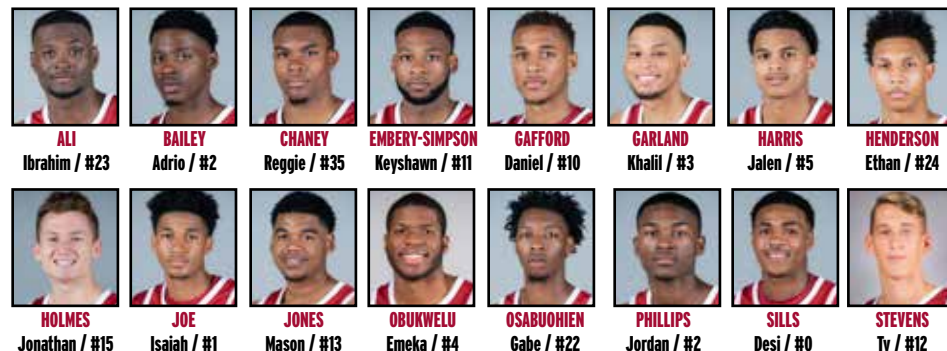 ALI BAILEY CHANEY EMBERY-SIMPSON GAFFORD GARLAND HARRIS HENDERSON
Ibrahim / #23 Adrio / #2 Reggie / #35 Keyshawn / #11 Daniel / #10 Khalil / #3 Jalen / #5 Ethan / #24
HOLMES JOE JONES OBUKWELU OSABUOHIEN PHILLIPS SILLS STEVENS
Jonathan / #15 Isaiah / #1 Mason / #13 Emeka / #4 Gabe / #22 Jordan / #2 Desi / #0 Ty / #12